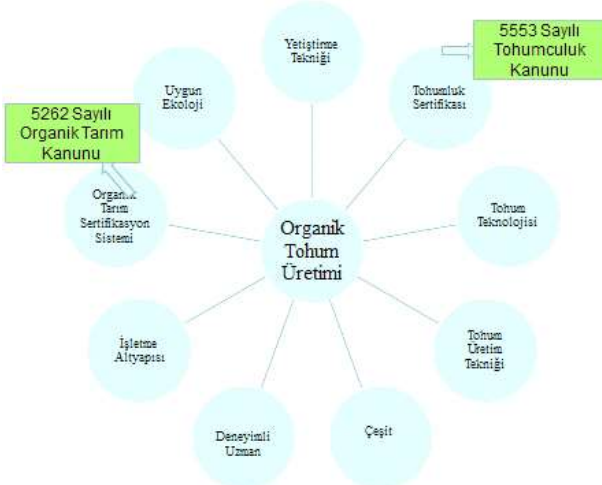 Yetiştirme
Tekniği
5553 Sayılı
Tohumculuk
Kanunu
Tohumluk
Sertifikası
Uygun
Ekoloji
5262 Sayılı
Organik Tarım
Kanunu
Organik
Tarım
Sertifikasyon
Sistemi
Tohum
Teknolojisi
Organik
Tohum
Üretimi
İşletme
Altyapısı
Tohum
Üretim
Tekniği
Deneyimli
Uzman
Çeşit